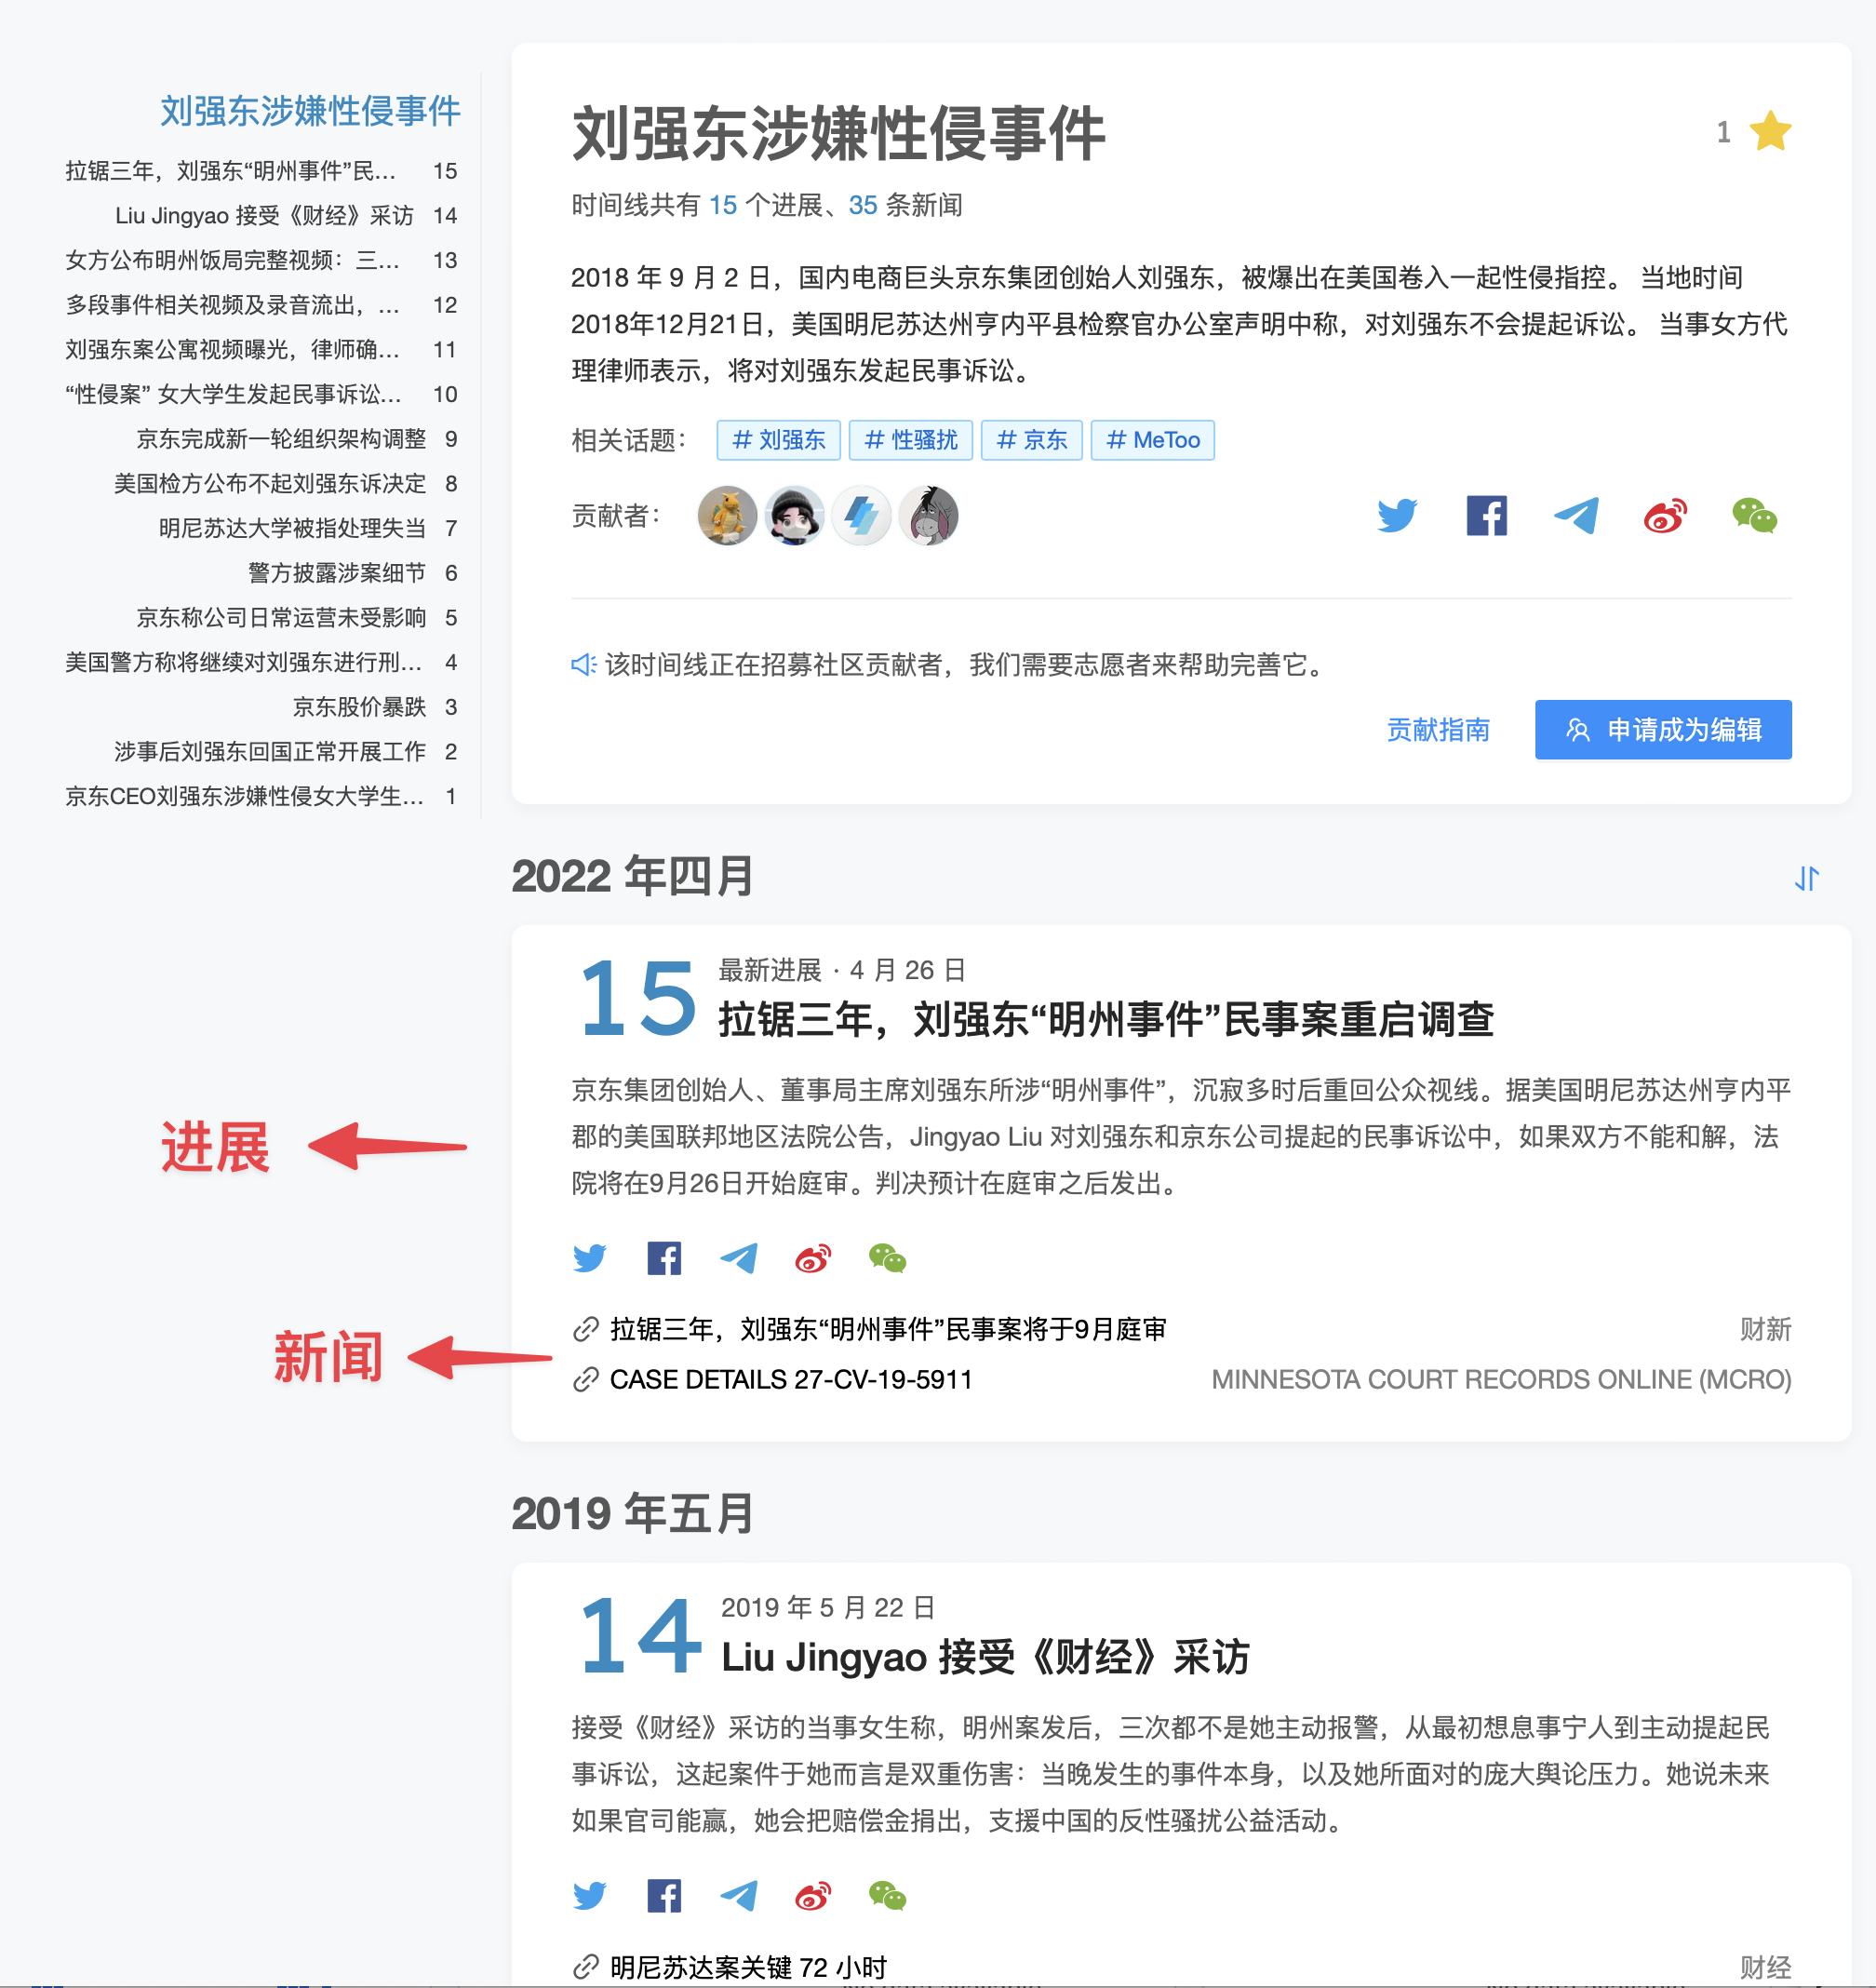 刘强东涉嫌性侵事件
拉锯三年，刘强东“明州事件”民... 15
Liu Jingyao 接受《财经》采访 14
女方公布明州饭局完整视频：三... 13
多段事件相关视频及录音流出，... 12
刘强东案公寓视频曝光，律师确... 11
“性侵案” 女大学生发起民事诉讼... 10
京东完成新一轮组织架构调整 9
美国检方公布不起刘强东诉决定 8
明尼苏达大学被指处理失当 7
警方披露涉案细节 6
京东称公司日常运营未受影响 5
美国警方称将继续对刘强东进行刑... 4
京东股价暴跌 3
涉事后刘强东回国正常开展工作 2
京东CEO刘强东涉嫌性侵女大学生... 1
刘强东涉嫌性侵事件
1
时间线共有 15 个进展、35 条新闻
2018 年 9 月 2 日，国内电商巨头京东集团创始人刘强东，被爆出在美国卷入一起性侵指控。 当地时间
2018年12月21日，美国明尼苏达州亨内平县检察官办公室声明中称，对刘强东不会提起诉讼。 当事女方代
理律师表示，将对刘强东发起民事诉讼。
相关话题： # 刘强东 # 性骚扰 # 京东 # MeToo
贡献者：
该时间线正在招募社区贡献者，我们需要志愿者来帮助完善它。
贡献指南 申请成为编辑
2022 年四月
15 最新进展 · 4 月 26 日
拉锯三年，刘强东“明州事件”民事案重启调查
京东集团创始人、董事局主席刘强东所涉“明州事件”，沉寂多时后重回公众视线。据美国明尼苏达州亨内平
郡的美国联邦地区法院公告，Jingyao Liu 对刘强东和京东公司提起的民事诉讼中，如果双方不能和解，法
院将在9月26日开始庭审。判决预计在庭审之后发出。
进展
拉锯三年，刘强东“明州事件”民事案将于9月庭审 财新
新闻
CASE DETAILS 27-CV-19-5911 MINNESOTA COURT RECORDS ONLINE (MCRO)
2019 年五月
14 2019 年 5 月 22 日
Liu Jingyao 接受《财经》采访
接受《财经》采访的当事女生称，明州案发后，三次都不是她主动报警，从最初想息事宁人到主动提起民
事诉讼，这起案件于她而言是双重伤害：当晚发生的事件本身，以及她所面对的庞大舆论压力。她说未来
如果官司能赢，她会把赔偿金捐出，支援中国的反性骚扰公益活动。
明尼苏达案关键 72 小时 财经